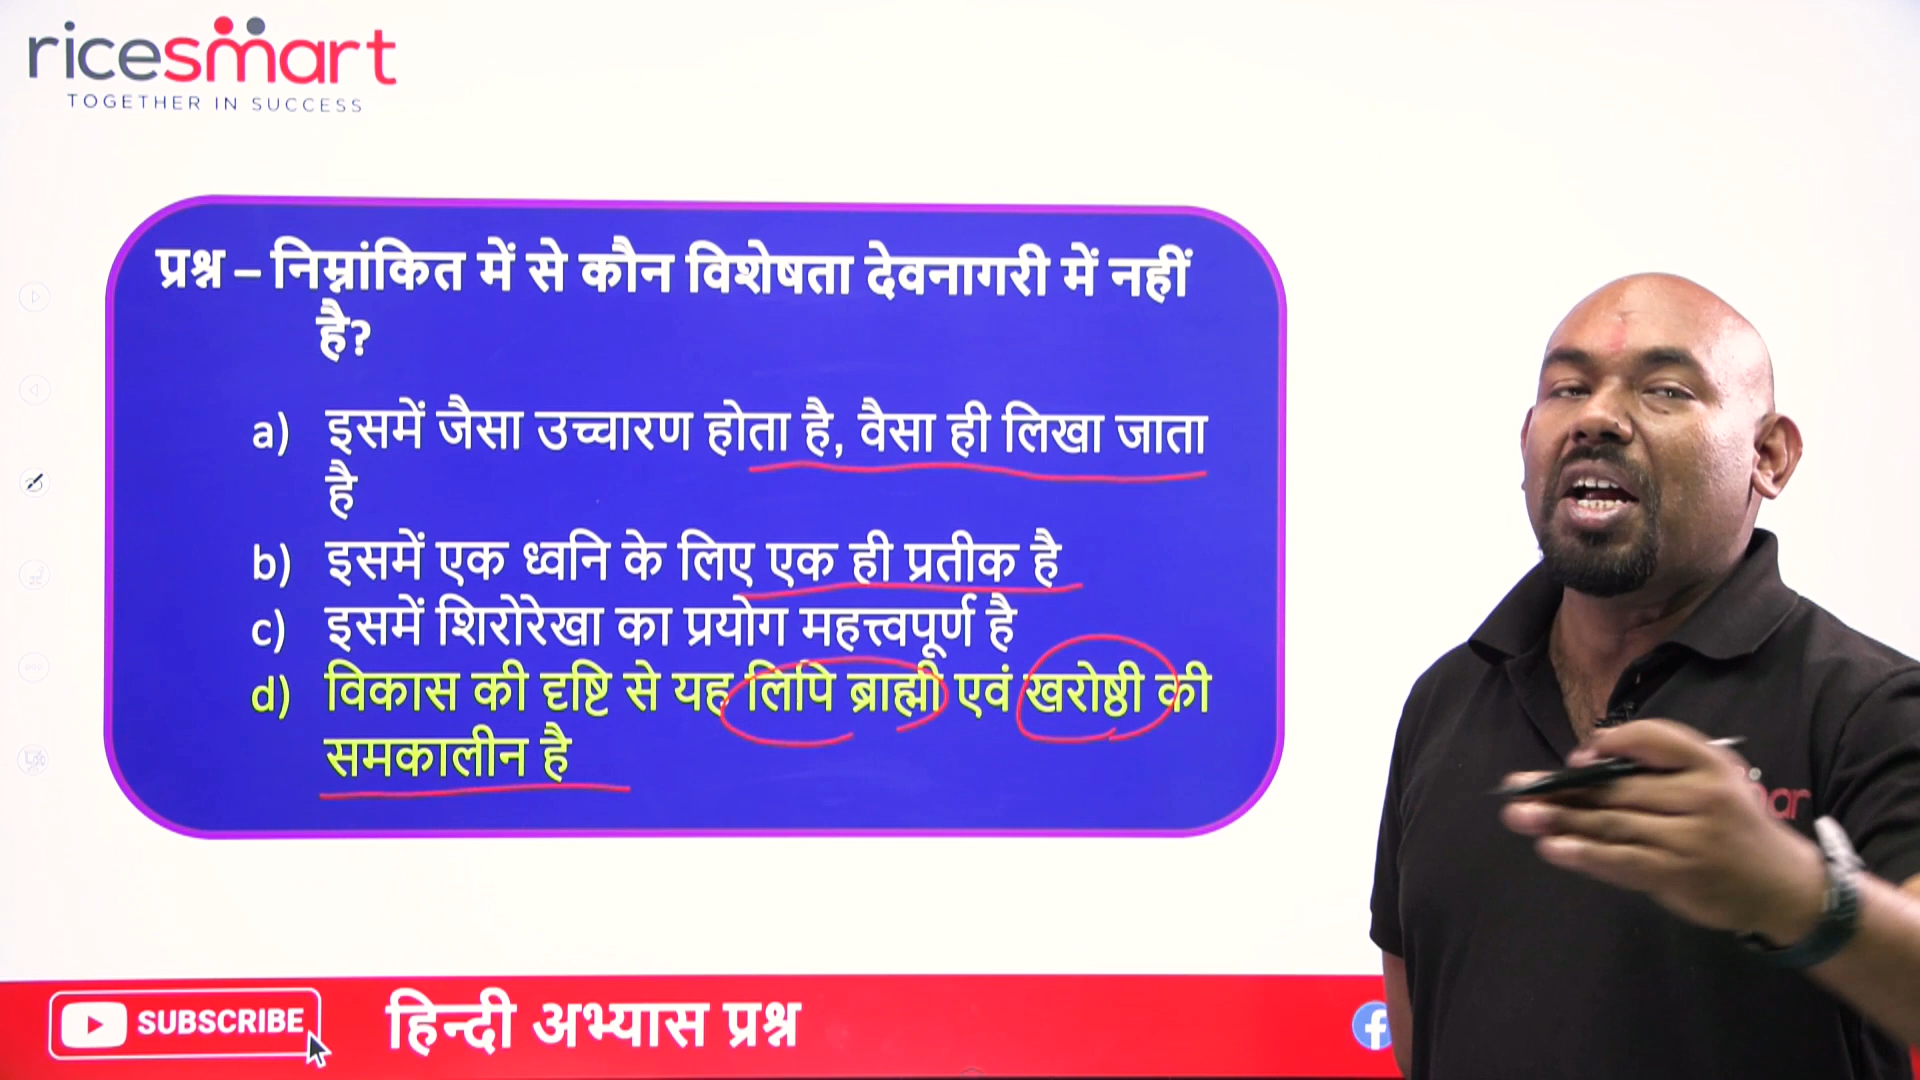 ricesmart
TOGETHER IN SUCCESS
प्रश्न – निम्नांकित में से कौन विशेषता देवनागरी में नहीं
है?
a) इसमें जैसा उच्चारण होता है, वैसा ही लिखा जाता
है
b) इसमें एक ध्वनि के लिए एक ही प्रतीक है
c) इसमें शिरोरेखा का प्रयोग महत्त्वपूर्ण है
d) विकास की दृष्टि से यह लिपि ब्राह्मी एवं खरोष्ठी की
समकालीन है
SUBSCRIBE
हिन्दी अभ्यास प्रश्न